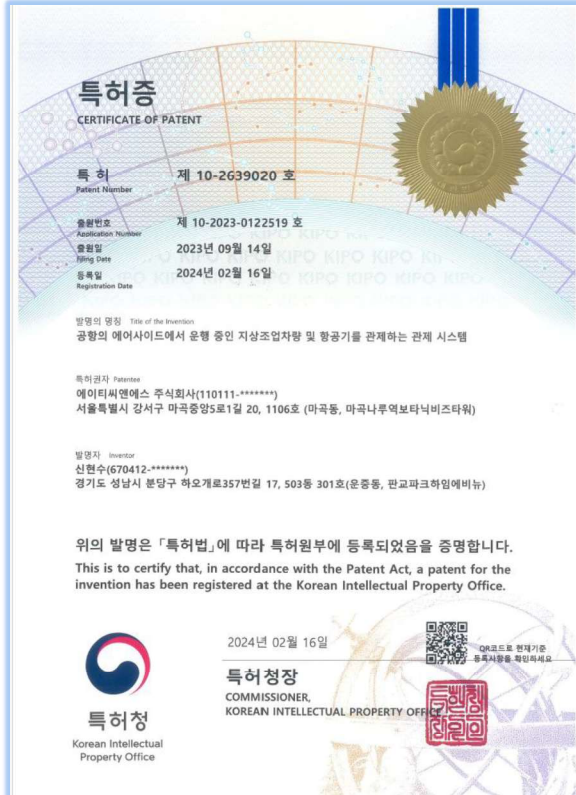 특허증
CERTIFICATE OF PATENT
특 허 제 10-2639020 호
Patent Number
출원번호 제 10-2023-0122519 호
Application Number
출원일 2023년 09월 14일
Filing Date
등록일 2024년 02월 16일
Registration Date
발명의 명칭 Title of the Invention
공항의 에어사이드에서 운행 중인 지상조업차량 및 항공기를 관제하는 관제 시스템
특허권자 Patentee
에이티씨앤에스 주식회사(110111-*******)
서울특별시 강서구 마곡중앙5로1길 20, 1106호 (마곡동, 마곡나루역보타닉비즈타워)
발명자 Inventor
신현수(670412-*******)
경기도 성남시 분당구 하오개로357번길 17, 503동 301호(운중동, 판교파크하임에비뉴)
위의 발명은 「특허법」에 따라 특허원부에 등록되었음을 증명합니다.
This is to certify that, in accordance with the Patent Act, a patent for the
invention has been registered at the Korean Intellectual Property Office.
2024년 02월 16일
QR코드로 현재기준
등록사항을 확인하세요
특허청장
COMMISSIONER,
KOREAN INTELLECTUAL PROPERTY OFFICE
특허청
Korean Intellectual
Property Office